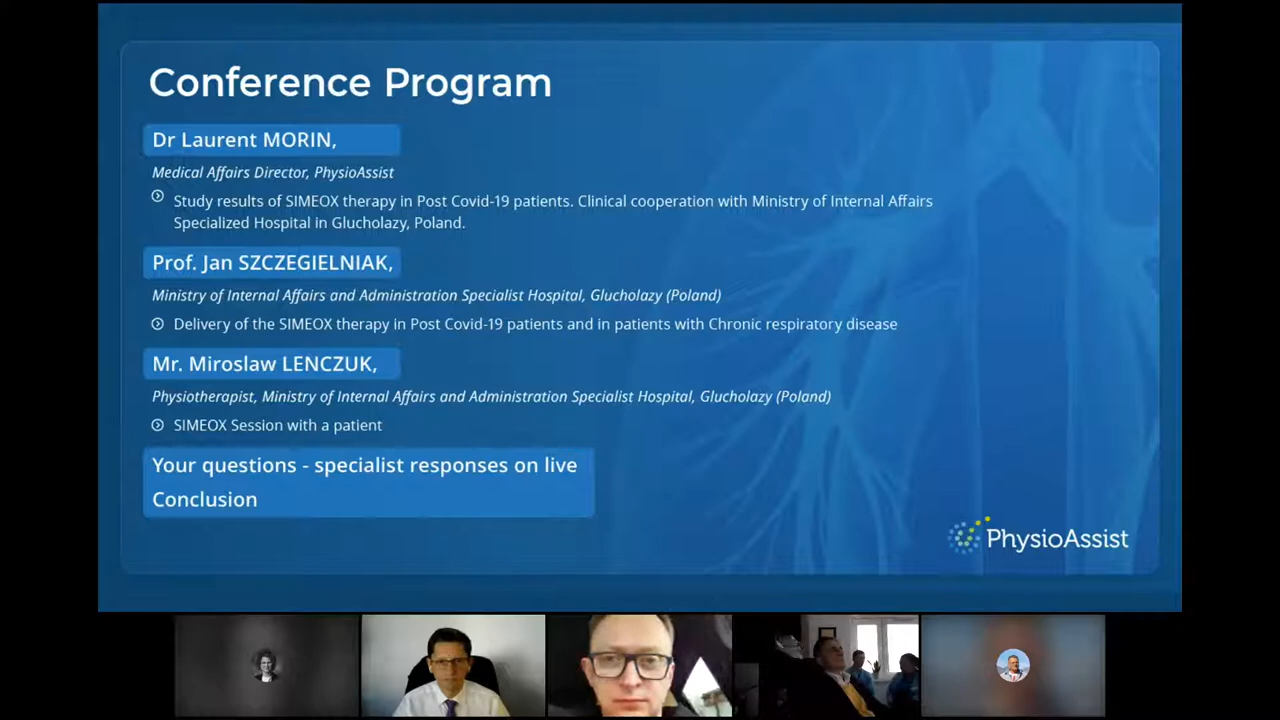 Conference Program
Dr Laurent MORIN,
Medical Affairs Director, PhysioAssist
Study results of SIMEOX therapy in Post Covid-19 patients. Clinical cooperation with Ministry of Internal Affairs
Specialized Hospital in Glucholazy, Poland.
Prof. Jan SZCZEGIELNIAK,
Ministry of Internal Affairs and Administration Specialist Hospital, Glucholazy (Poland)
Delivery of the SIMEOX therapy in Post Covid-19 patients and in patients with Chronic respiratory disease
Mr. Miroslaw LENCZUK,
Physiotherapist, Ministry of Internal Affairs and Administration Specialist Hospital, Glucholazy (Poland)
SIMEOX Session with a patient
Your questions - specialist responses on live
Conclusion
PhysioAssist